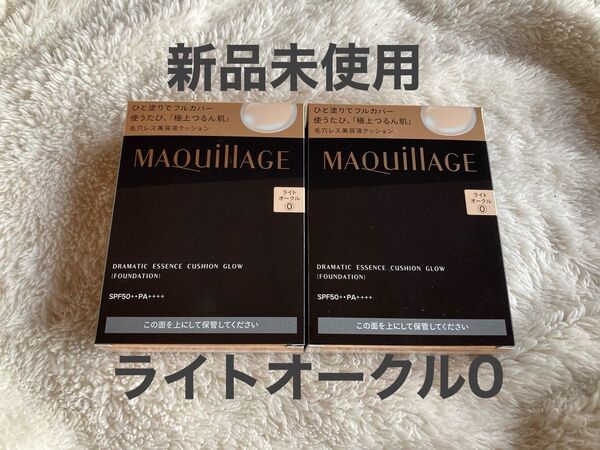 新品未使用
ひと塗りでフルカバー
使うたび、「極上つるん肌」
毛穴レス美容液クッション
MAQuillAGE
ライト
オークル
0
DRAMATIC ESSENCE CUSHION GLOW
(FOUNDATION)
SPF50+・PA++++
この面を上にして保管してください
ひと塗りでフルカバー
使うたび、「極上つるん肌」
毛穴レス美容液クッション
MAQuillAGE
ライト
オークル
0
DRAMATIC ESSENCE CUSHION GLOW
(FOUNDATION)
SPF50+・PA++++
この面を上にして保管してください
ライトオークル0